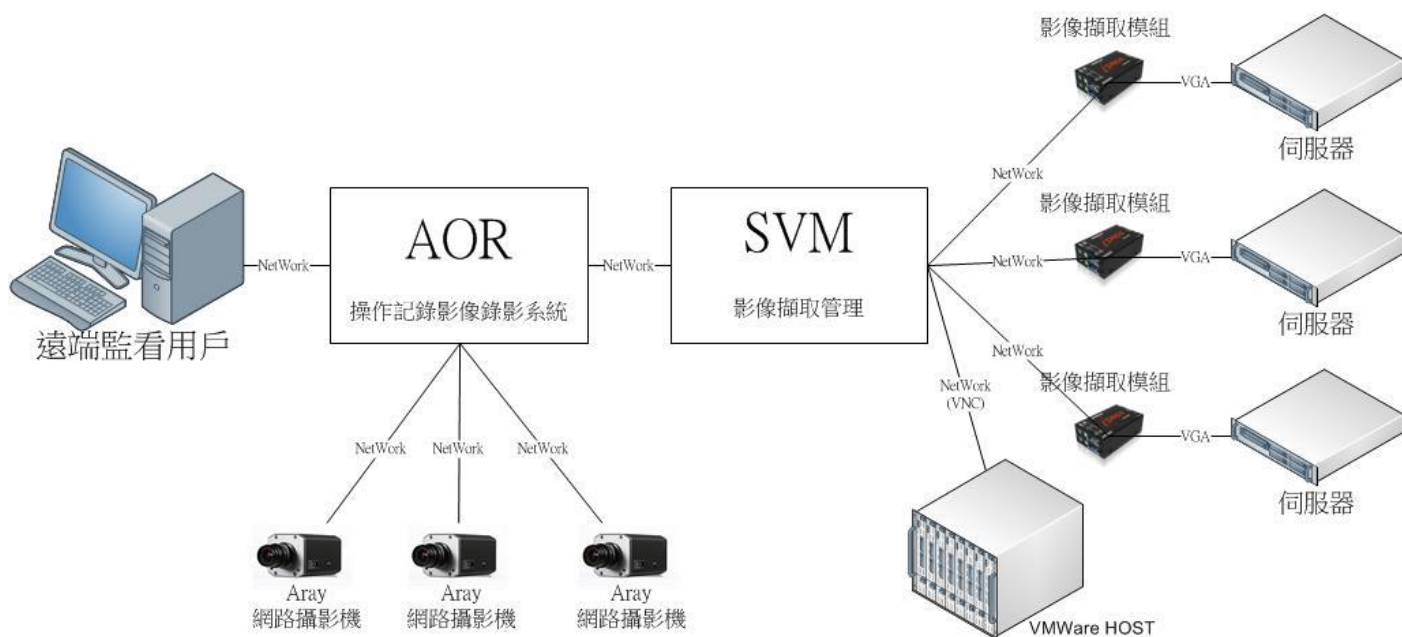 影像擷取模組
VGA
伺服器
NetWork
影像擷取模組
VGA
伺服器
NetWork
影像擷取模組
VGA
伺服器
NetWork
遠端監看用戶
NetWork
AOR
操作記錄影像錄影系統
NetWork
SVM
影像擷取管理
NetWork
(VNC)
VMWare HOST
NetWork
NetWork
NetWork
Aray
網路攝影機
Aray
網路攝影機
Aray
網路攝影機